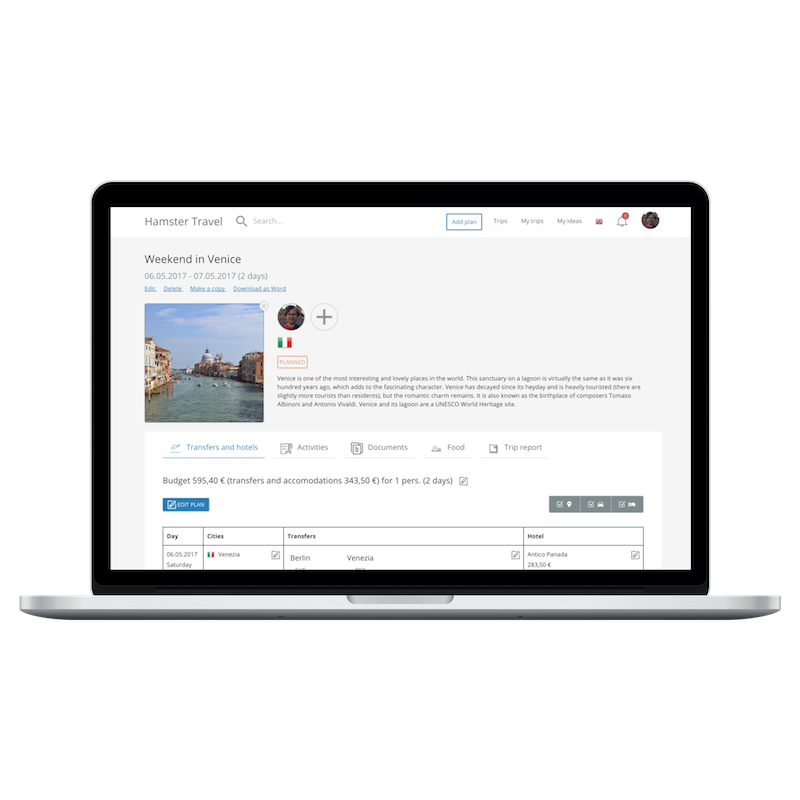 Hamster Travel Search... Add plan Trips My trips My ideas
Weekend in Venice
06.05.2017 - 07.05.2017 (2 days)
Edit Delete Make a copy Download as Word
PLANNED
Venice is one of the most interesting and lovely places in the world. This sanctuary on a lagoon is virtually the same as it was six
hundred years ago, which adds to the fascinating character. Venice has decayed since its heyday and is heavily touristed (there are
slightly more tourists than residents), but the romantic charm remains. It is also known as the birthplace of composers Tomaso
Albinoni and Antonio Vivaldi. Venice and its lagoon are a UNESCO World Heritage site.
Transfers and hotels Activities Documents Food Trip report
Budget 595,40 € (transfers and accomodations 343,50 €) for 1 pers. (2 days)
EDIT PLAN
Day Cities Transfers Hotel
06.05.2017 Venezia Berlin Venezia Antico Panada
Saturday 283,50 €